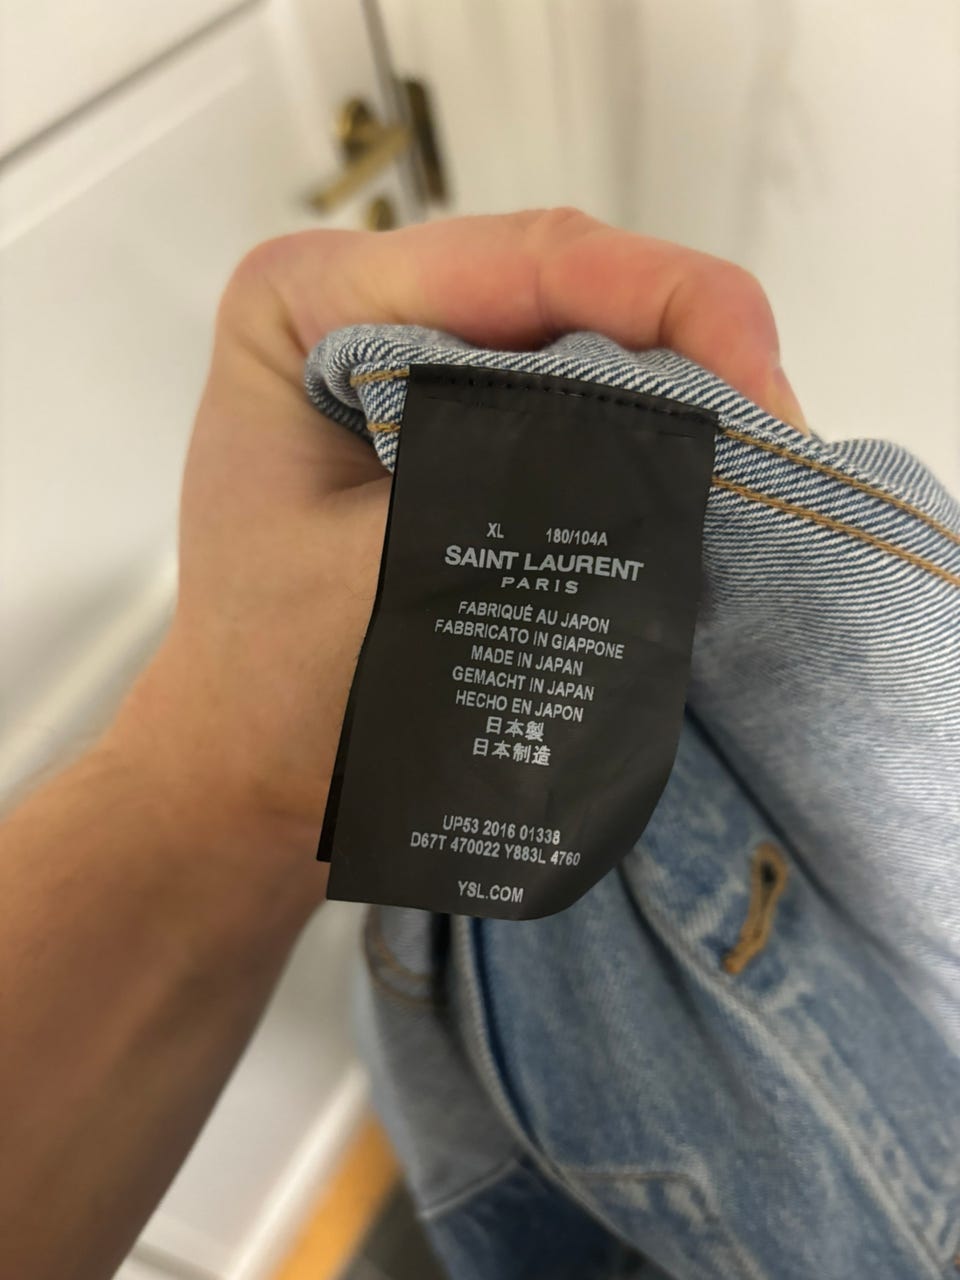 XL 180/104A
SAINT LAURENT
PARIS
FABRIQUÉ AU JAPON
FABBRICATO IN GIAPPONE
MADE IN JAPAN
GEMACHT IN JAPAN
HECHO EN JAPON
日本製
日本制造
UP53 2016 01338
D67T 470022 Y883L 4760
YSL.COM